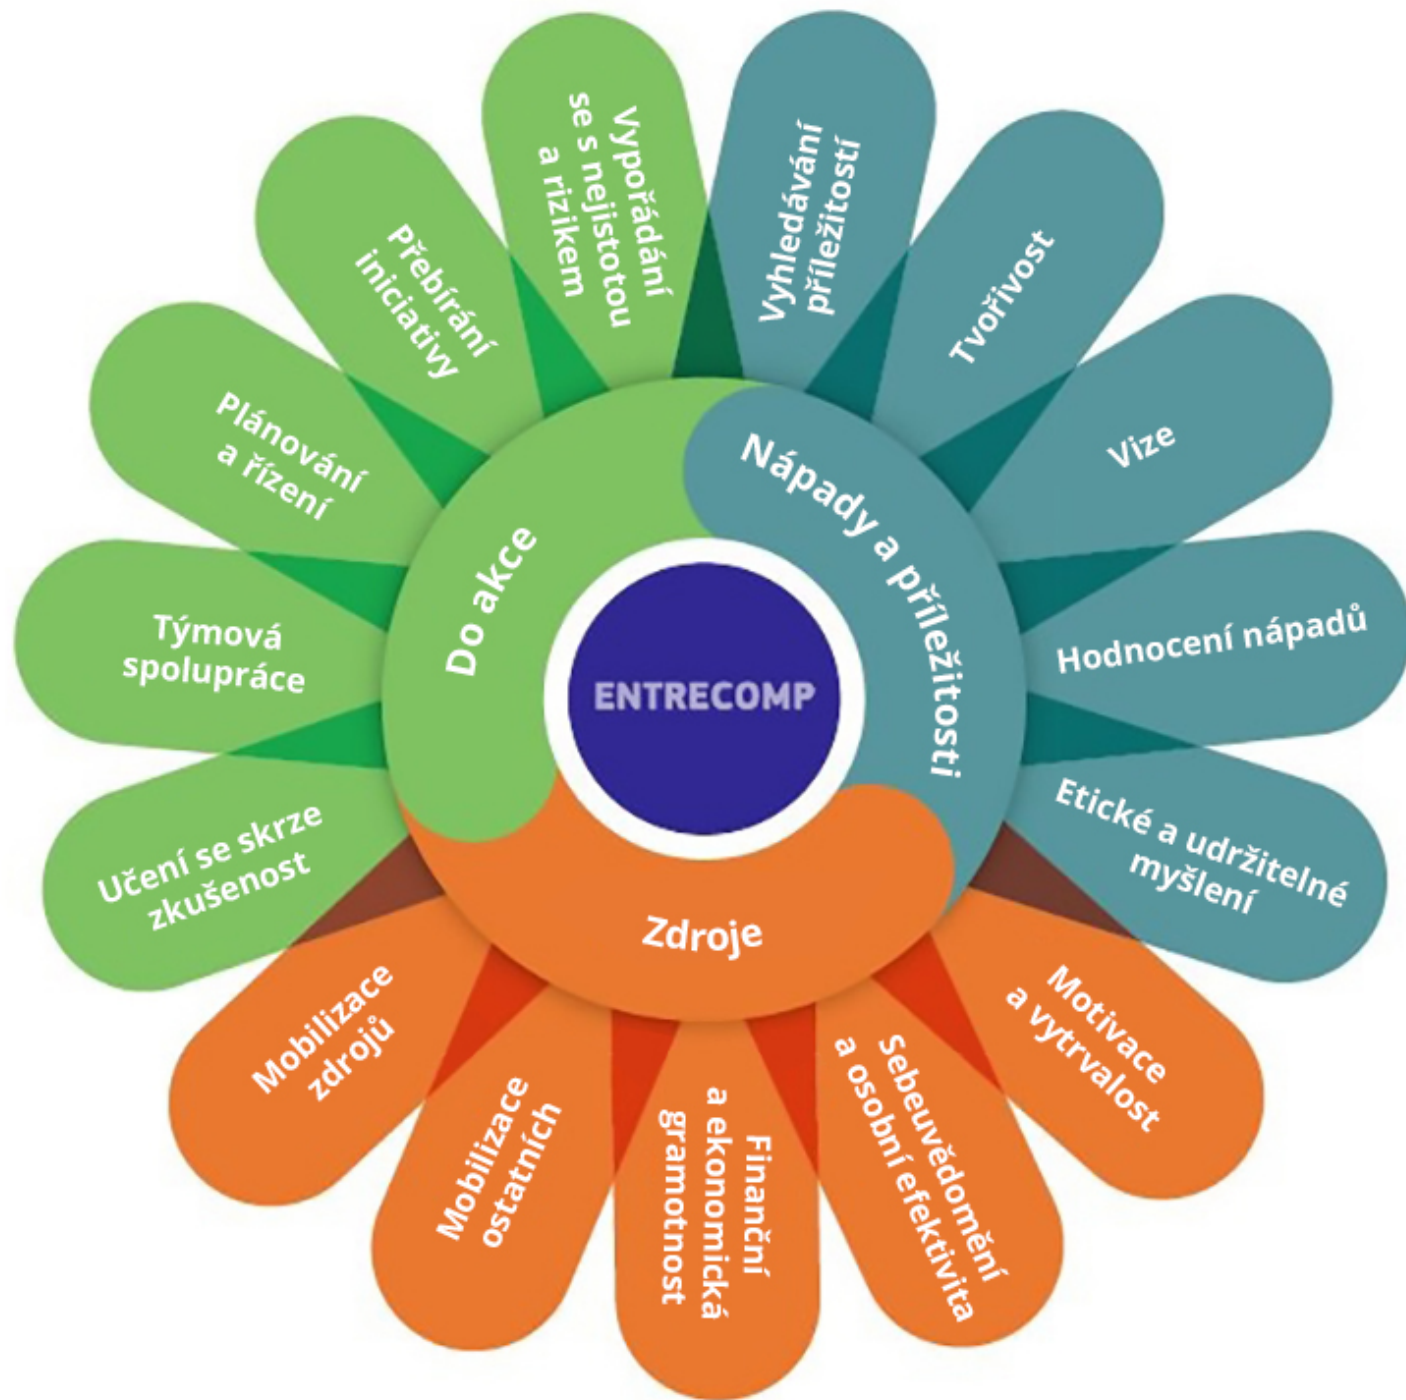 ENTRECOMP
Nápady a příležitosti
Vyhledávání
příležitostí
Tvořivost
Vize
Hodnocení nápadů
Etické a udržitelné
myšlení
Zdroje
Motivace
a vytrvalost
Sebeuvědomění
a osobní efektivita
Finanční
a ekonomická
gramotnost
Mobilizace
ostatních
Mobilizace
zdrojů
Do akce
Učení se skrze
zkušenost
Týmová
spolupráce
Plánování
a řízení
Přebírání
iniciativy
Vypořádání
se s nejistotou
a rizikem